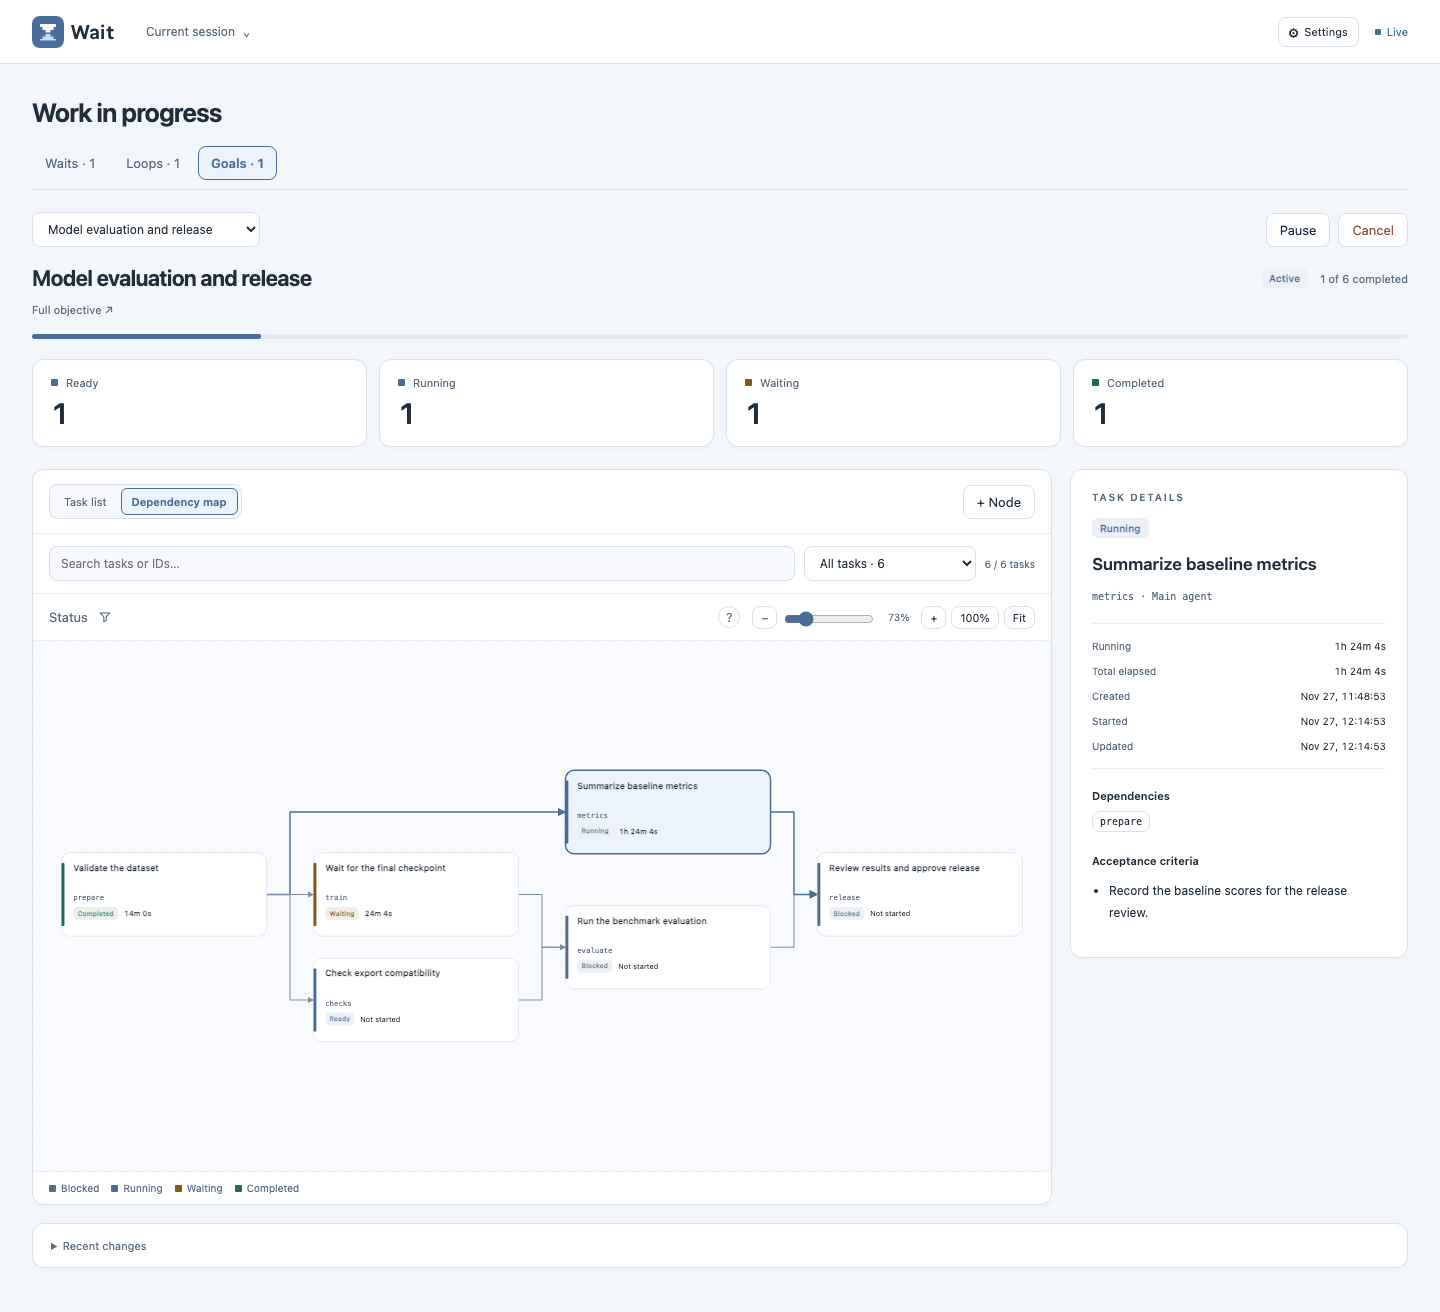 Wait
Current session
Settings
Live
Work in progress
Waits · 1
Loops · 1
Goals · 1
Model evaluation and release
Pause
Cancel
Model evaluation and release
Active
1 of 6 completed
Full objective ↗
Ready
1
Running
1
Waiting
1
Completed
1
Task list
Dependency map
+ Node
Search tasks or IDs...
All tasks · 6
6 / 6 tasks
Status
?
−
73%
+
100%
Fit
Summarize baseline metrics
metrics
Running 1h 24m 4s
Validate the dataset
prepare
Completed 14m 0s
Wait for the final checkpoint
train
Waiting 24m 4s
Review results and approve release
release
Blocked Not started
Run the benchmark evaluation
evaluate
Blocked Not started
Check export compatibility
checks
Ready Not started
Blocked
Running
Waiting
Completed
TASK DETAILS
Running
Summarize baseline metrics
metrics · Main agent
Running 1h 24m 4s
Total elapsed 1h 24m 4s
Created Nov 27, 11:48:53
Started Nov 27, 12:14:53
Updated Nov 27, 12:14:53
Dependencies
prepare
Acceptance criteria
• Record the baseline scores for the release
review.
Recent changes